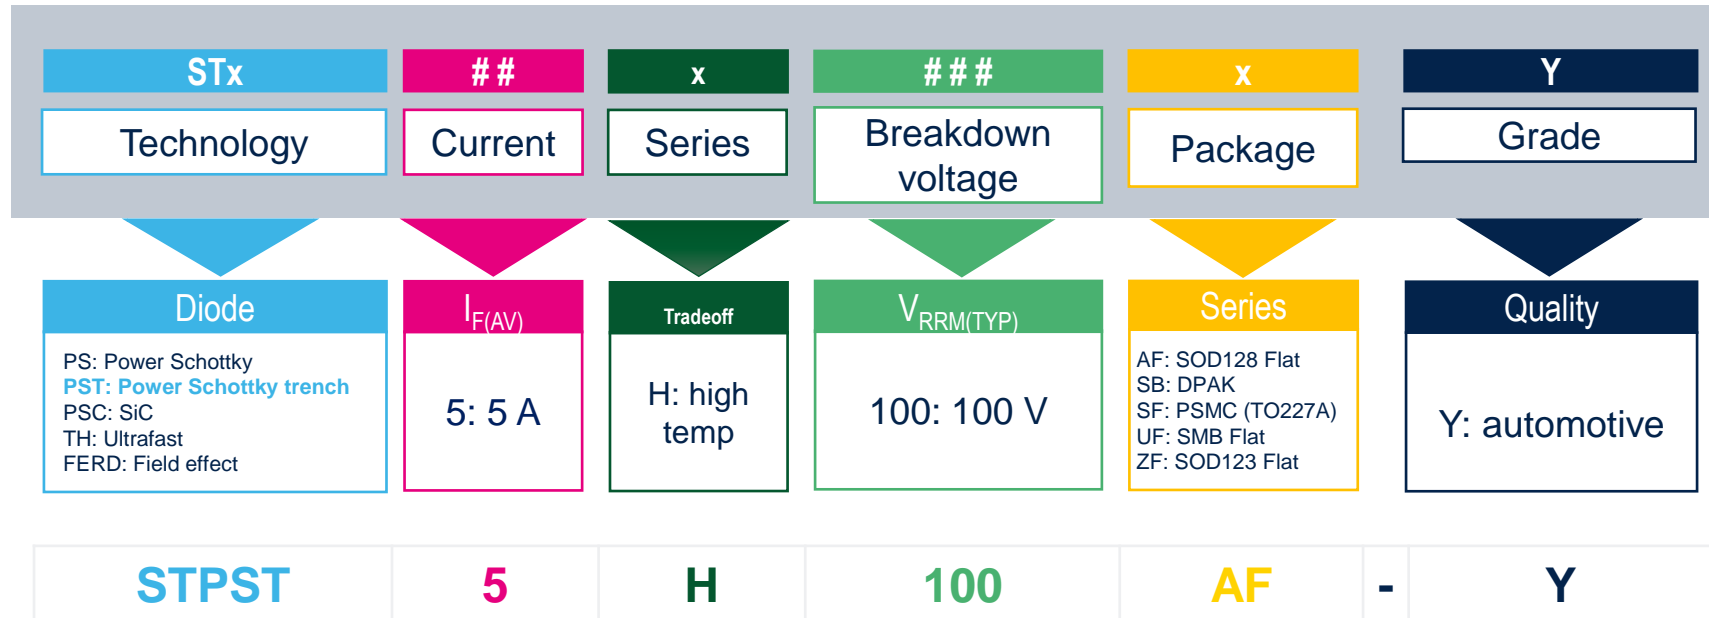 STx
##
x
###
x
Y
Technology
Current
Series
Breakdown
voltage
Package
Grade
Diode
PS: Power Schottky
PST: Power Schottky trench
PSC: SiC
TH: Ultrafast
FERD: Field effect
IF(AV)
5: 5 A
Tradeoff
H: high
temp
VRRM(TYP)
100: 100 V
Series
AF: SOD128 Flat
SB: DPAK
SF: PSMC (TO227A)
UF: SMB Flat
ZF: SOD123 Flat
Quality
Y: automotive
STPST 5 H 100 AF - Y